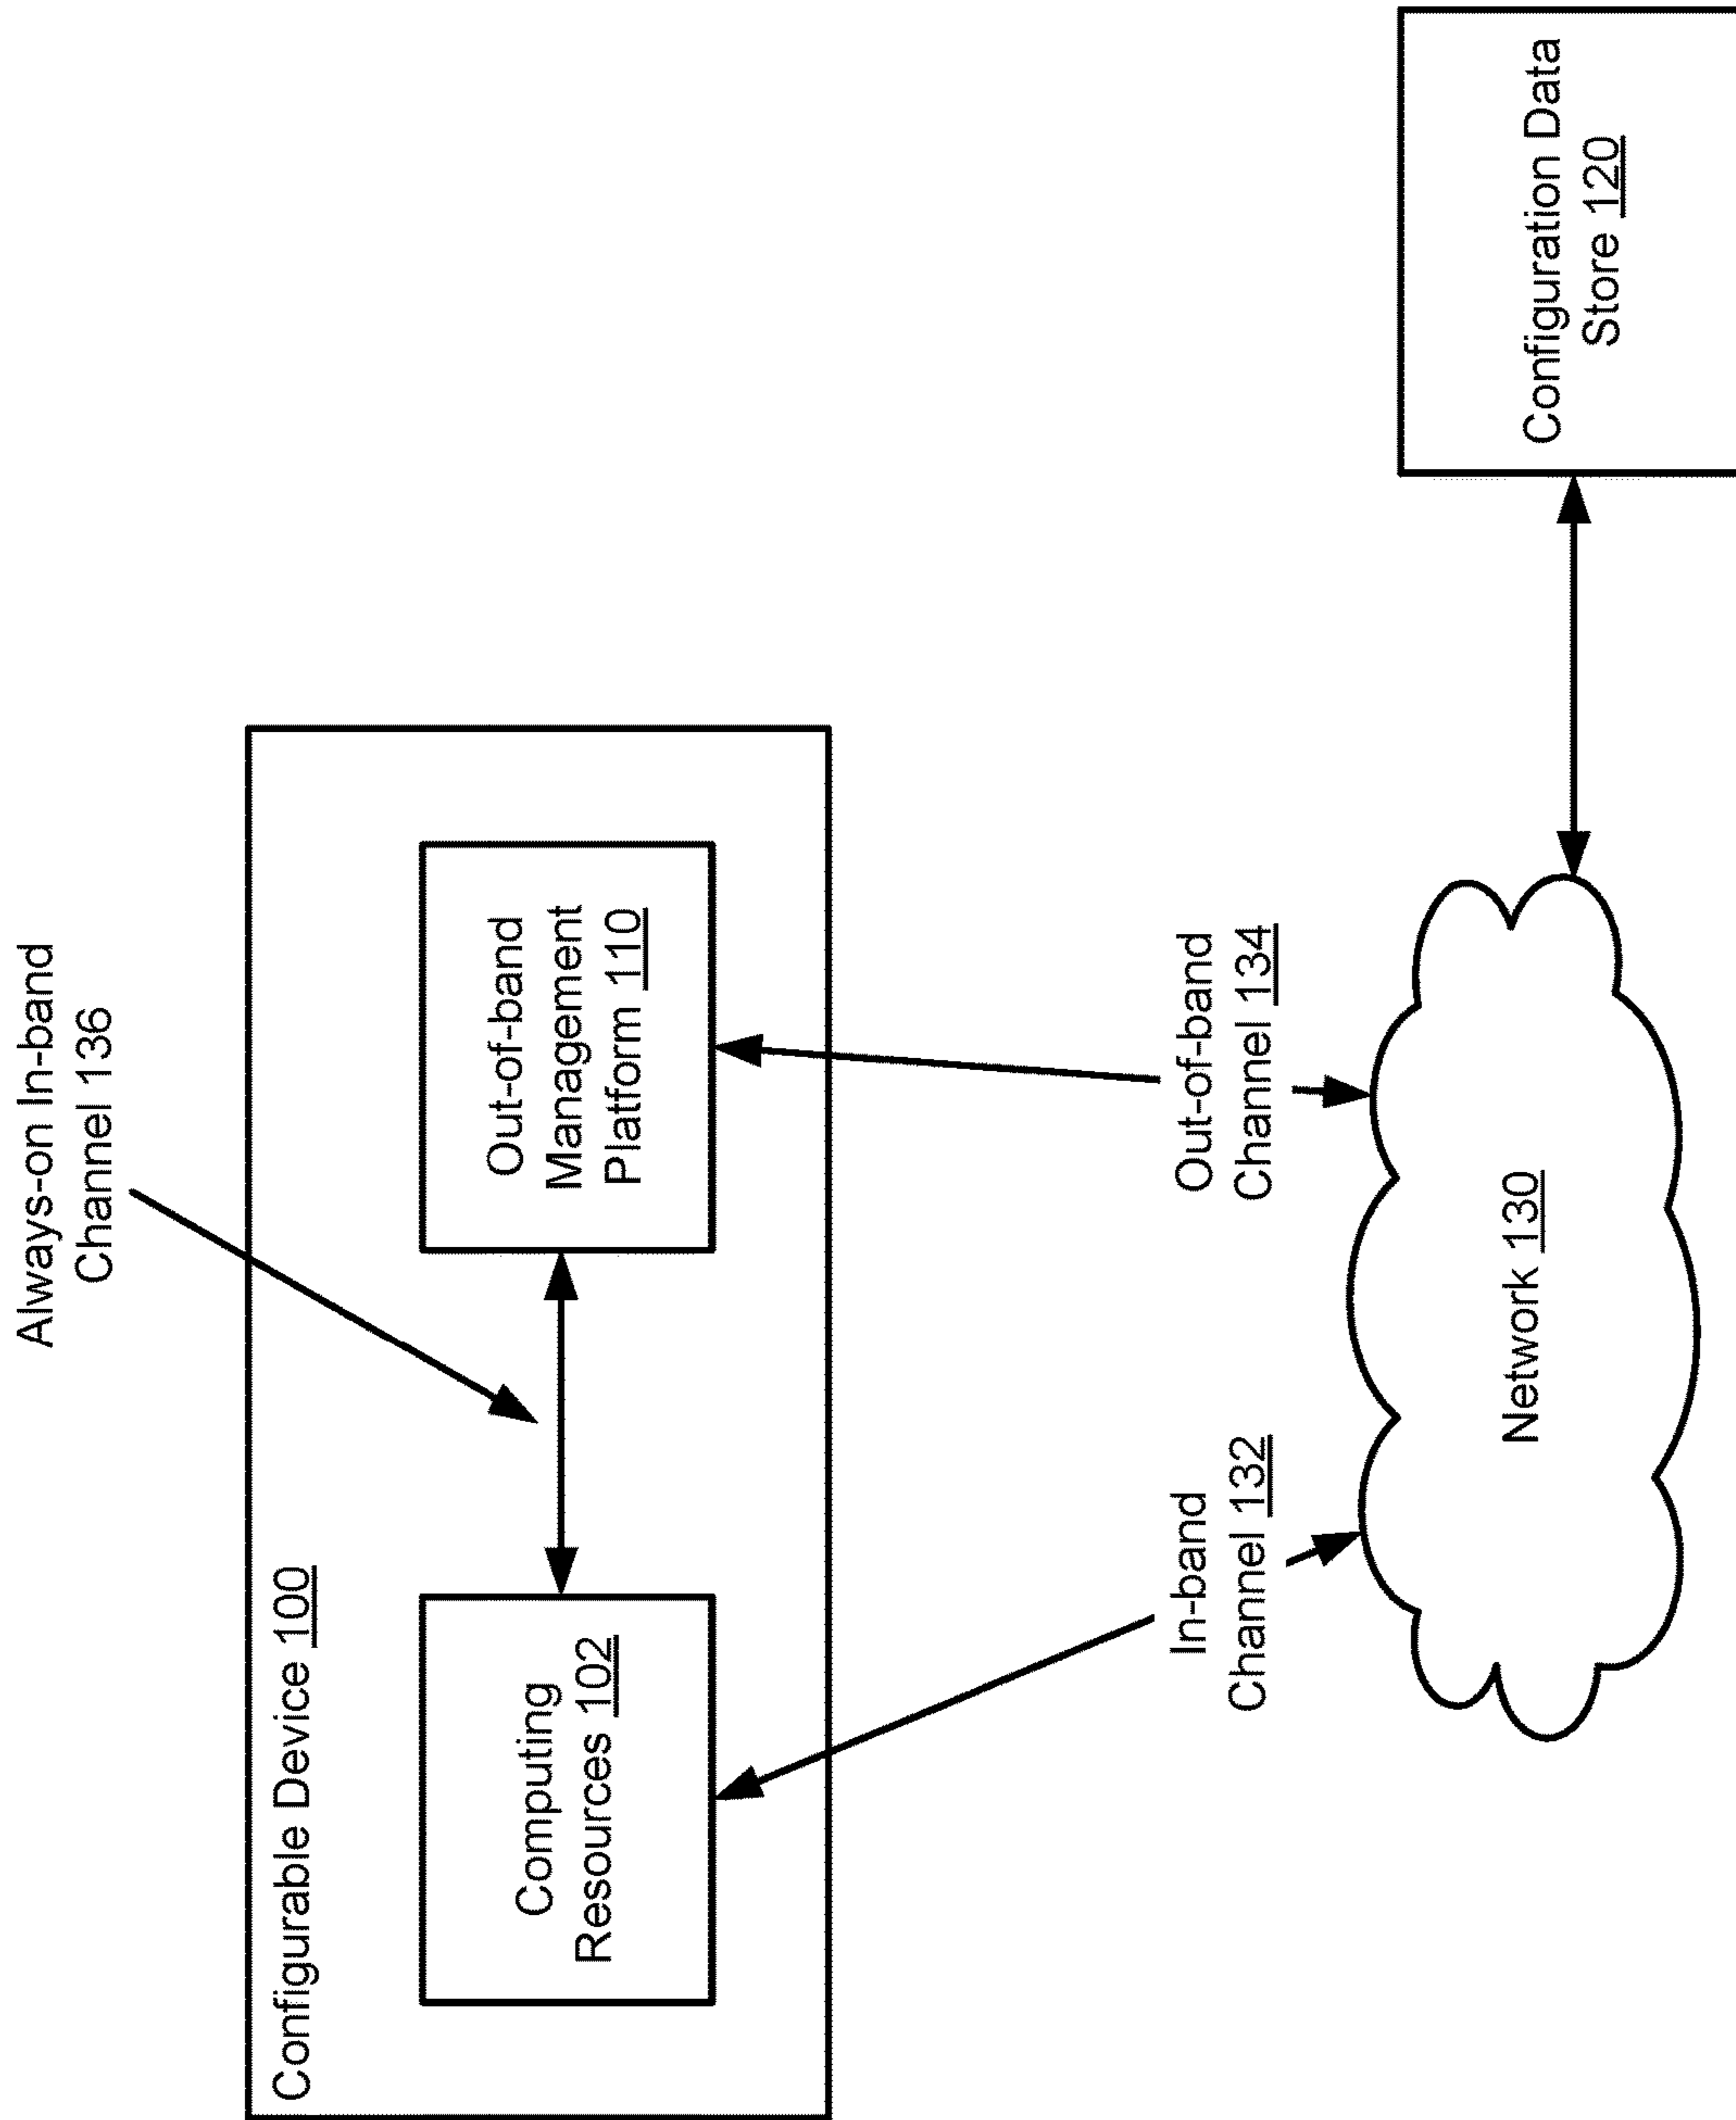 Always-on In-band
Channel 136
Configurable Device 100
Computing
Resources 102
Out-of-band
Management
Platform 110
In-band
Channel 132
Out-of-band
Channel 134
Network 130
Configuration Data
Store 120